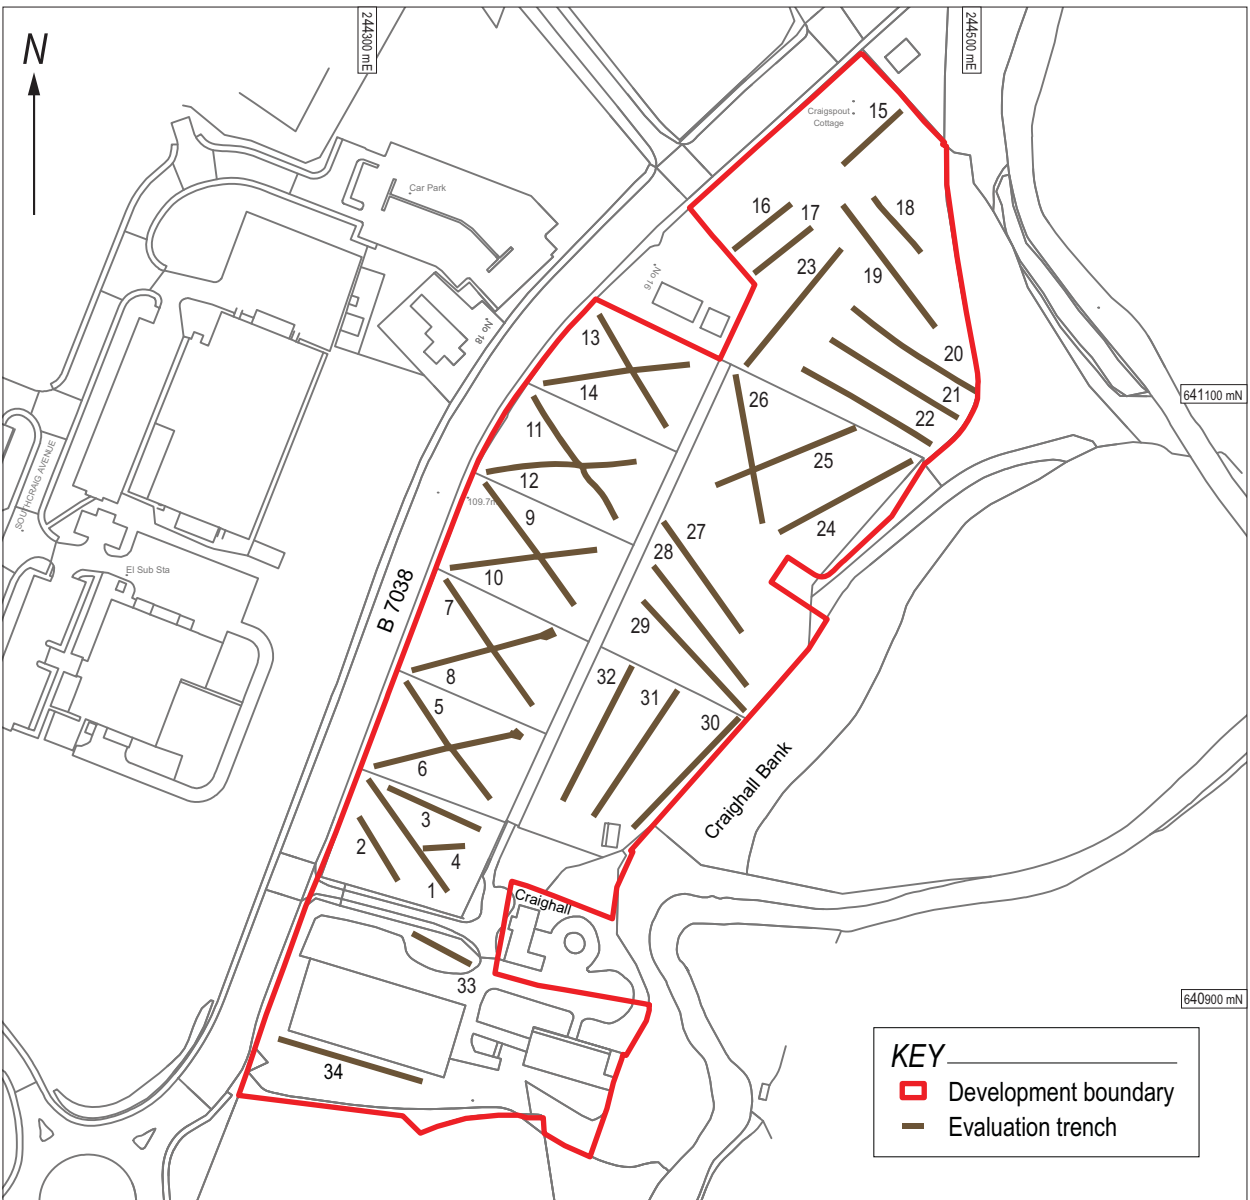 N
244300 mE
244500 mE
Craigspout
Cottage
15
Car Park
16
17
18
23
19
No 16
No 18
13
14
20
21
22
641100 mN
26
11
25
12
24
SOUTHCRAIG AVENUE
109.7m
9
10
27
28
El Sub Sta
B 7038
7
29
8
32
31
5
30
6
Craighall Bank
3
2
4
1
Craighall
33
640900 mN
34
KEY
Development boundary
Evaluation trench